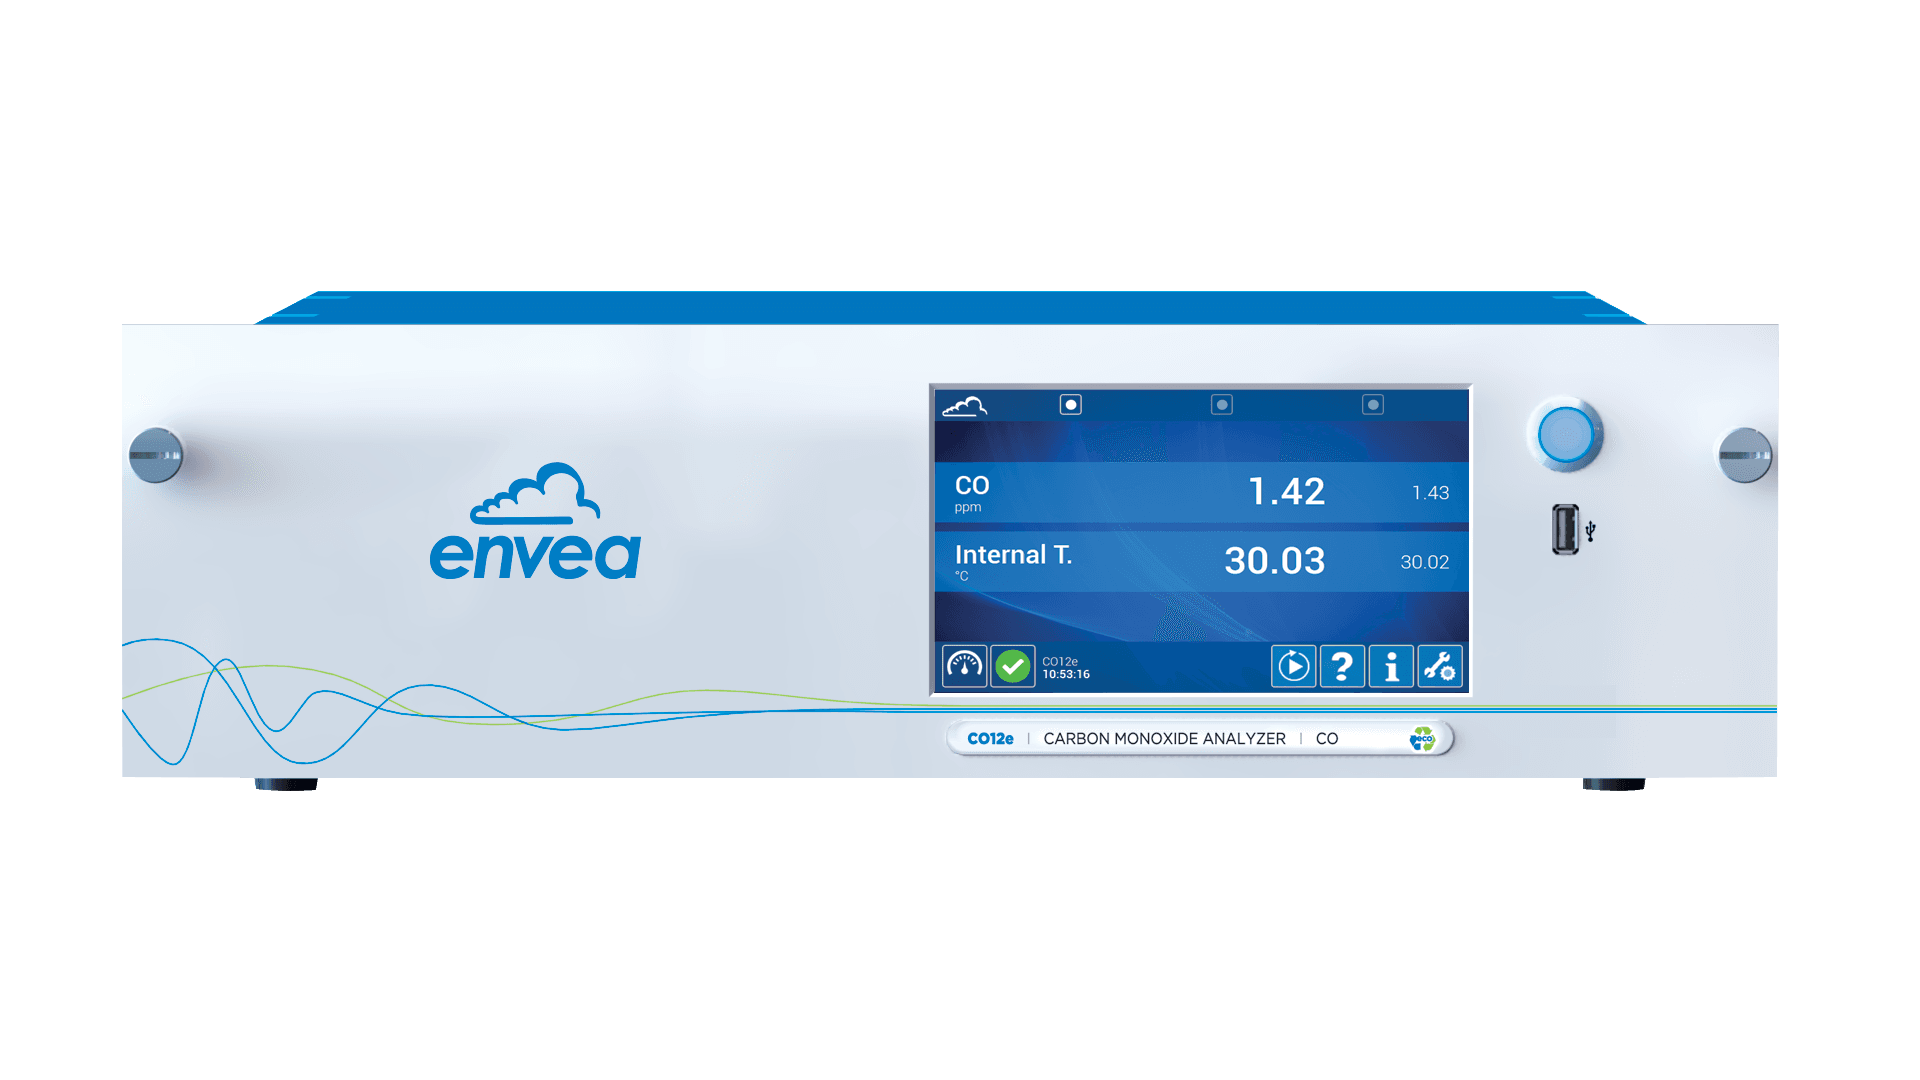 envea
CO 1.42 1.43
ppm
Internal T. 30.03 30.02
°C
CO12e
10:53:16
CO12e | CARBON MONOXIDE ANALYZER | CO eco